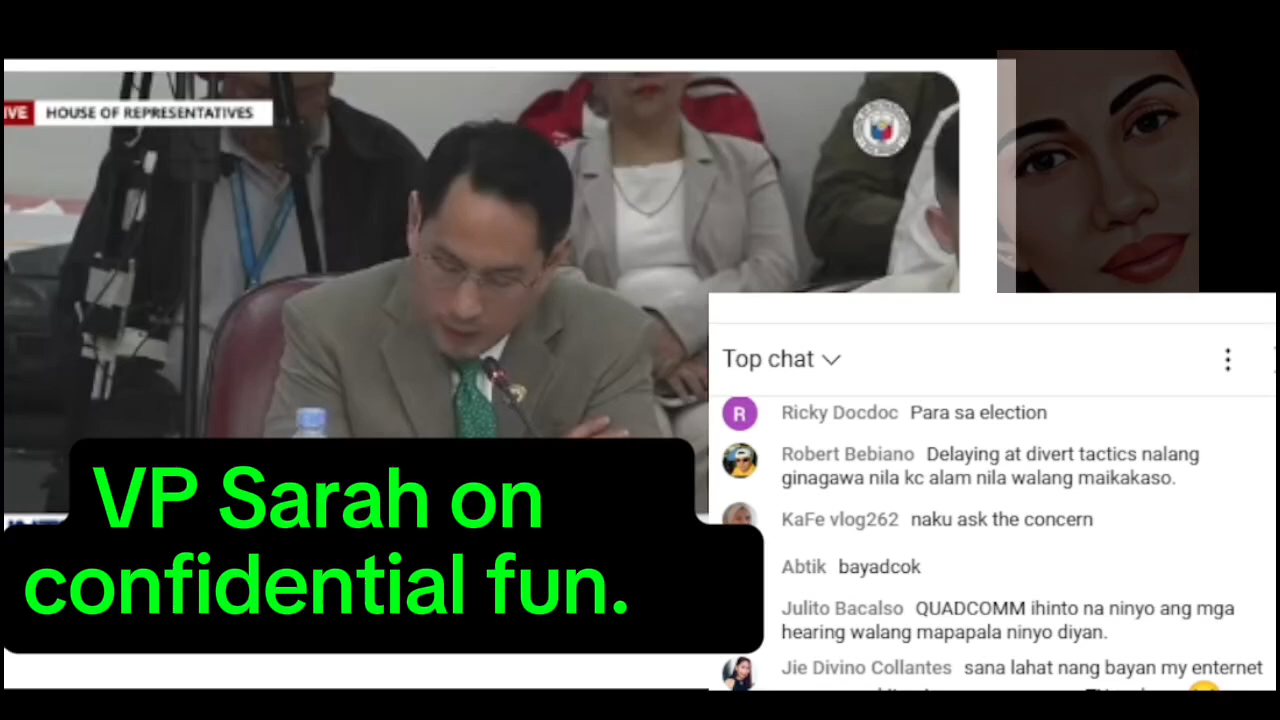 IVE HOUSE OF REPRESENTATIVES
VP Sarah on
confidential fun.
Top chat
R Ricky Docdoc Para sa election
Robert Bebiano Delaying at divert tactics nalang
ginagawa nila kc alam nila walang maikakaso.
KaFe vlog262 naku ask the concern
Abtik bayadcok
Julito Bacalso QUADCOMM ihinto na ninyo ang mga
hearing walang mapapala ninyo diyan.
Jie Divino Collantes sana lahat nang bayan my enternet